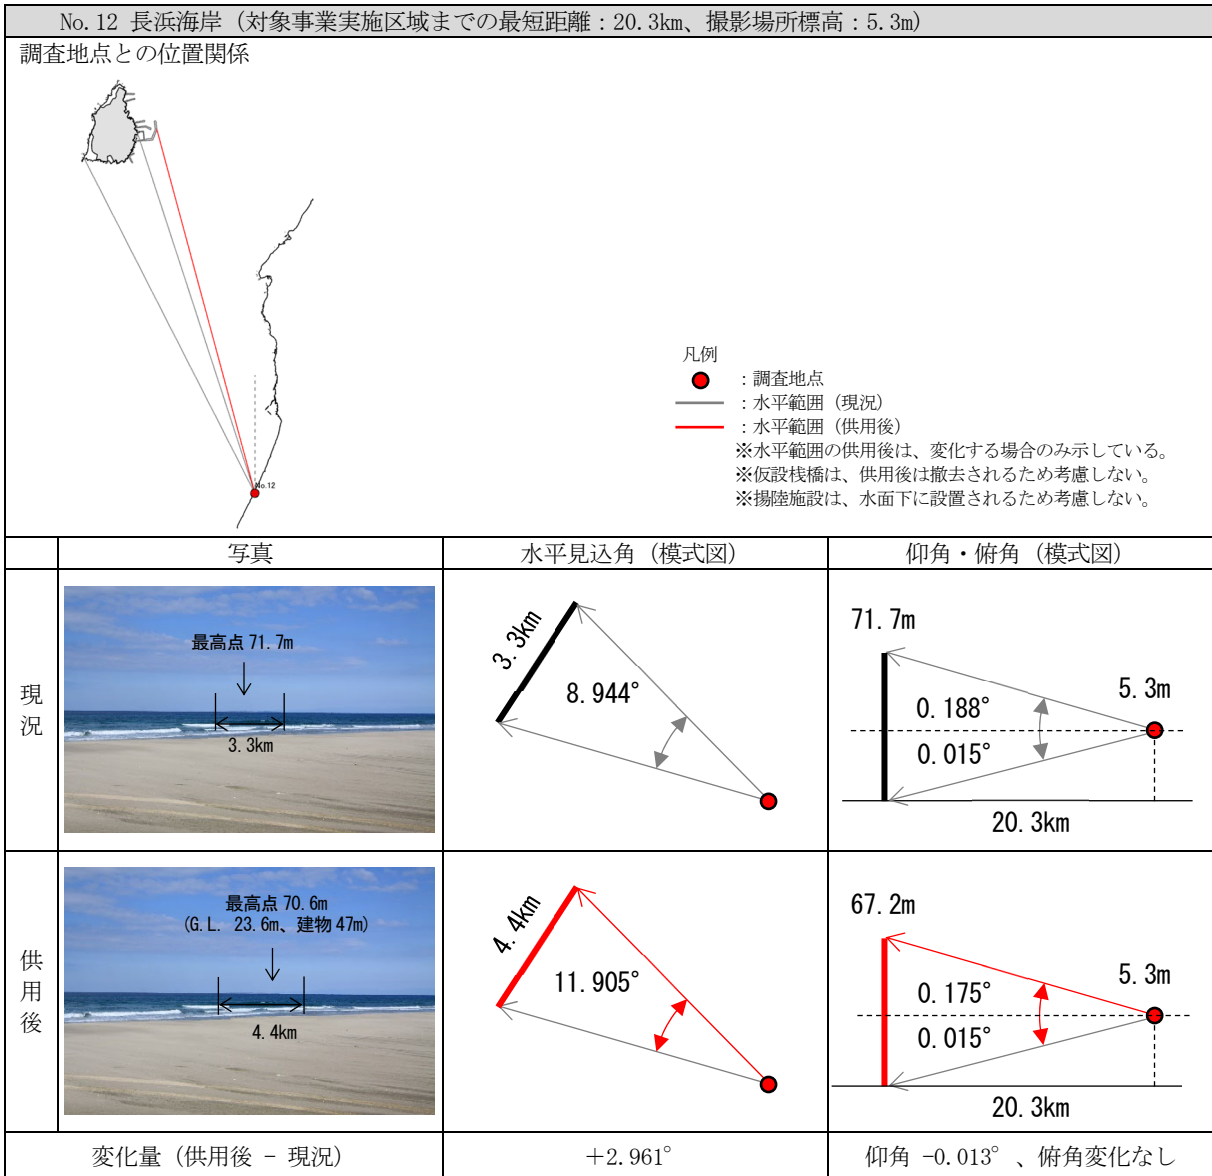 No.12 長浜海岸（対象事業実施区域までの最短距離：20.3km、撮影場所標高：5.3m）
調査地点との位置関係
No.12
凡例
：調査地点
：水平範囲（現況）
：水平範囲（供用後）
※水平範囲の供用後は、変化する場合のみ示している。
※仮設桟橋は、供用後は撤去されるため考慮しない。
※揚陸施設は、水面下に設置されるため考慮しない。
写真
水平見込角（模式図）
仰角・俯角（模式図）
現況
最高点 71.7m
3.3km
3.3km
8.944°
71.7m
0.188°
0.015°
5.3m
20.3km
供用後
最高点 70.6m
(G.L. 23.6m、建物 47m)
4.4km
4.4km
11.905°
67.2m
0.175°
0.015°
5.3m
20.3km
変化量（供用後 － 現況）
＋2.961°
仰角 -0.013°、俯角変化なし